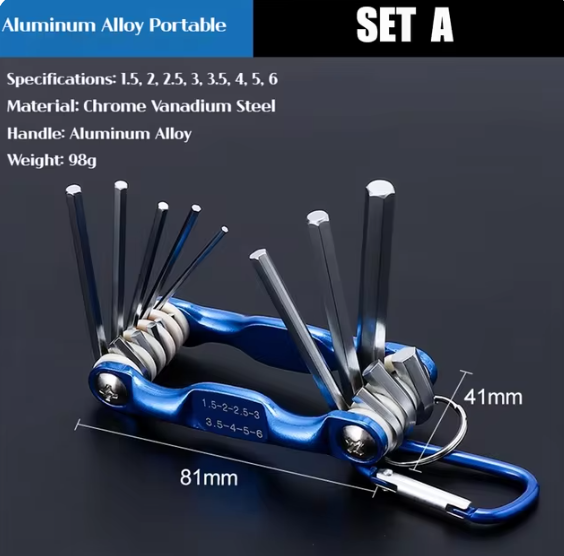 Aluminum Alloy Portable
SET A
Specifications: 1.5, 2, 2.5, 3, 3.5, 4, 5, 6
Material: Chrome Vanadium Steel
Handle: Aluminum Alloy
Weight: 98g
1.5-2-2.5-3
3.5-4-5-6
41mm
81mm